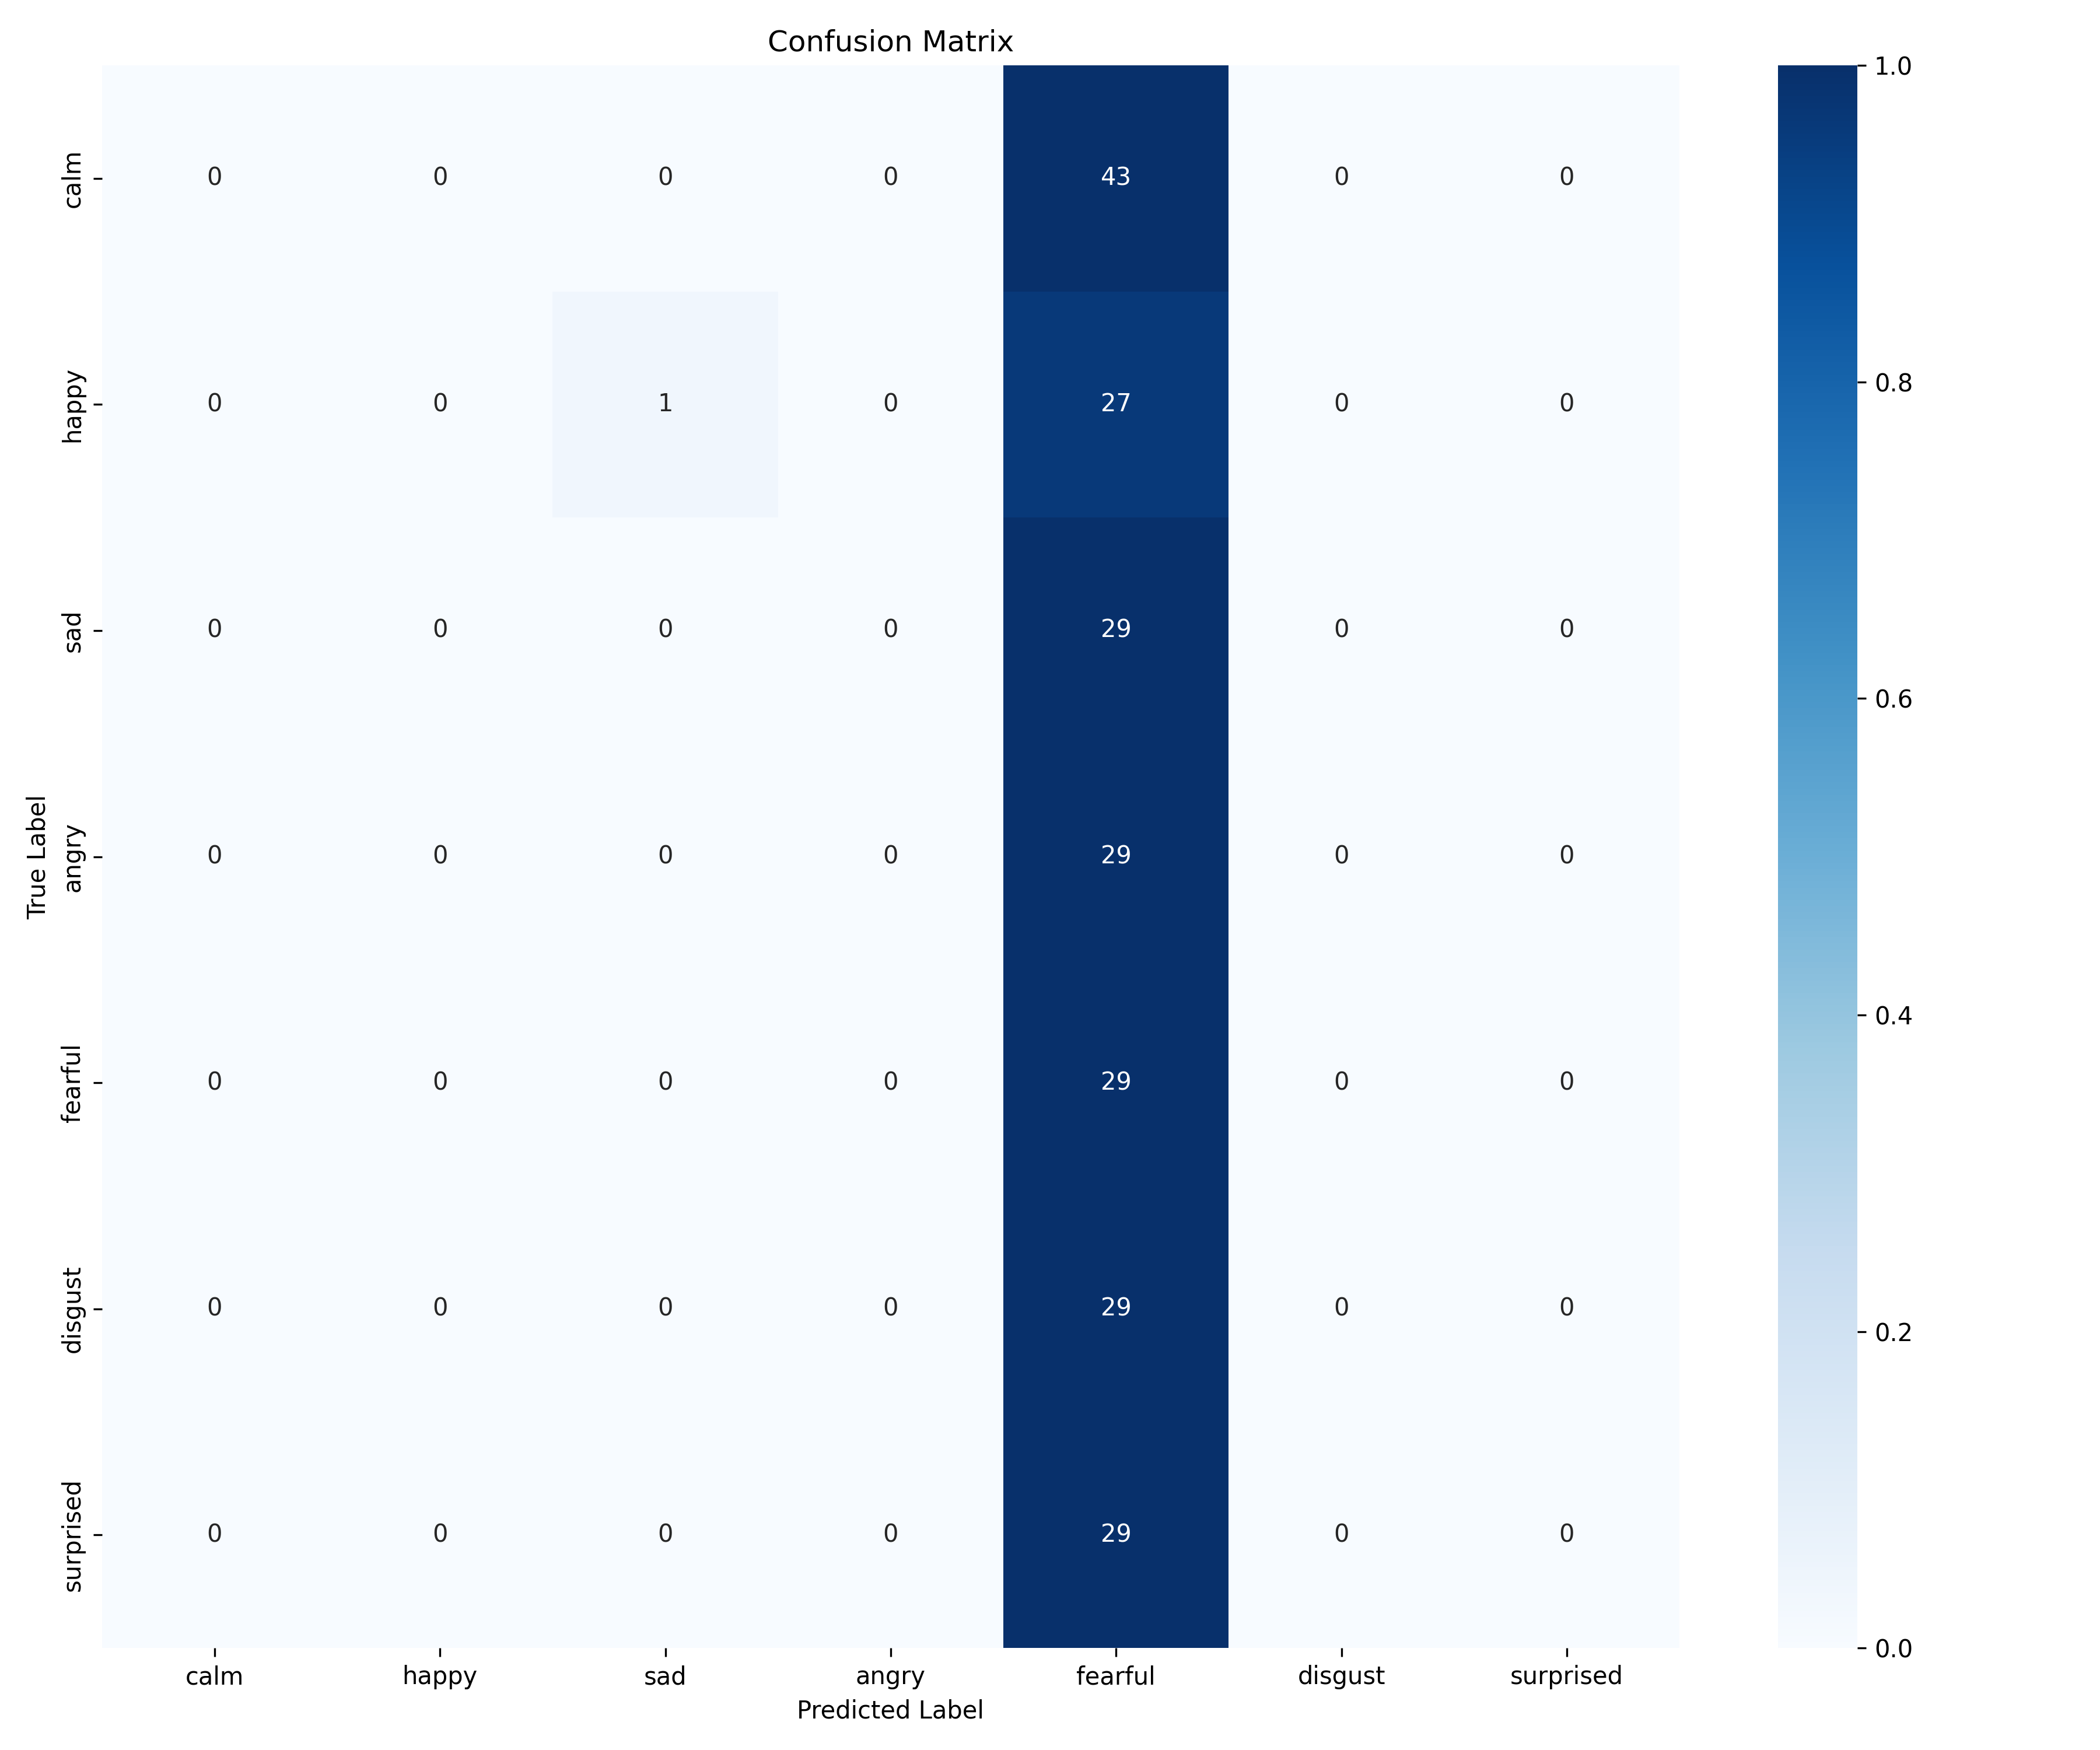 Confusion Matrix
calm 0 0 0 0 43 0 0
happy 0 0 1 0 27 0 0
sad 0 0 0 0 29 0 0
angry 0 0 0 0 29 0 0
fearful 0 0 0 0 29 0 0
disgust 0 0 0 0 29 0 0
surprised 0 0 0 0 29 0 0
calm happy sad angry fearful disgust surprised
Predicted Label
True Label
1.0
0.8
0.6
0.4
0.2
0.0